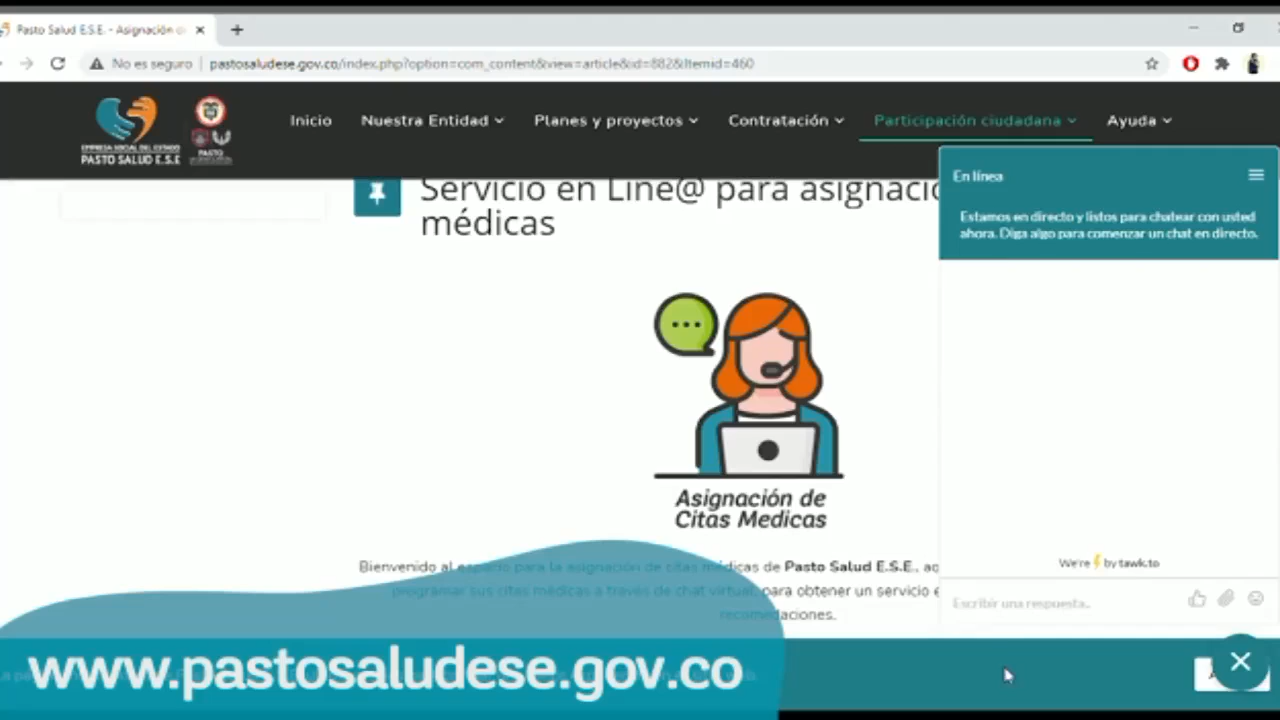 Pasto Salud E.S.E. - Asignación d
No es seguro | pastosaludese.gov.co/index.php?option=com_content&view=article&id=882&Itemid=460
EMPRESA SOCIAL DEL ESTADO
PASTO SALUD E.S.E
PASTO
Inicio Nuestra Entidad Planes y proyectos Contratación Participación ciudadana Ayuda
Servicio en Line@ para asignació
médicas
En línea
Estamos en directo y listos para chatear con usted
ahora. Diga algo para comenzar un chat en directo.
Asignación de
Citas Medicas
Bienvenido al espacio para la asignación de citas médicas de Pasto Salud E.S.E., aq
programar sus citas médicas a través de chat virtual, para obtener un servicio e
recomedaciones.
We're by tawk.to
Escribir una respuesta..
www.pastosaludese.gov.co